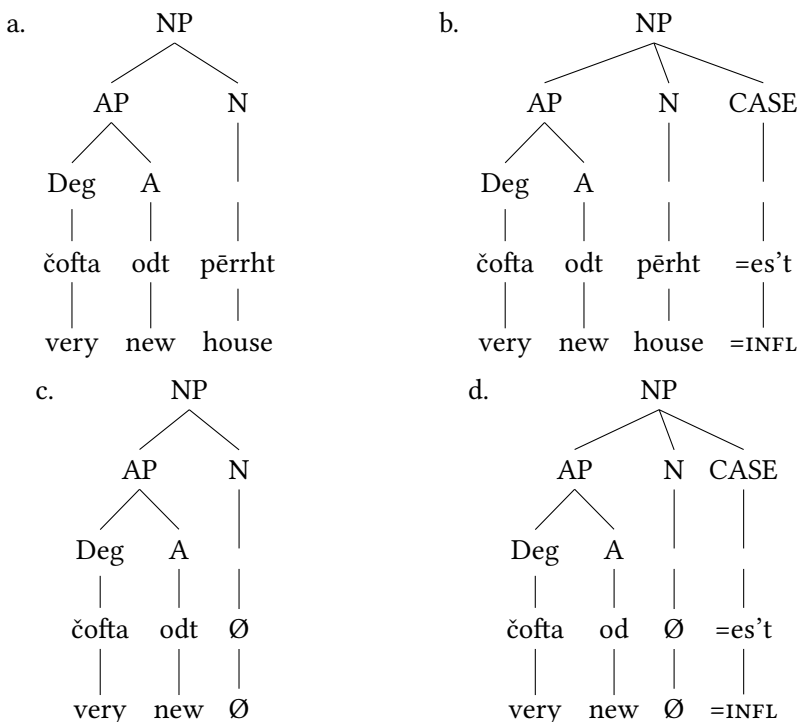 a. NP b. NP
AP N AP N CASE
Deg A Deg A
čofta odt pērrht čofta odt pērht =es’t
very new house very new house =INFL
c. NP d. NP
AP N AP N CASE
Deg A Deg A
čofta odt Ø čofta od Ø =es’t
very new Ø very new Ø =INFL